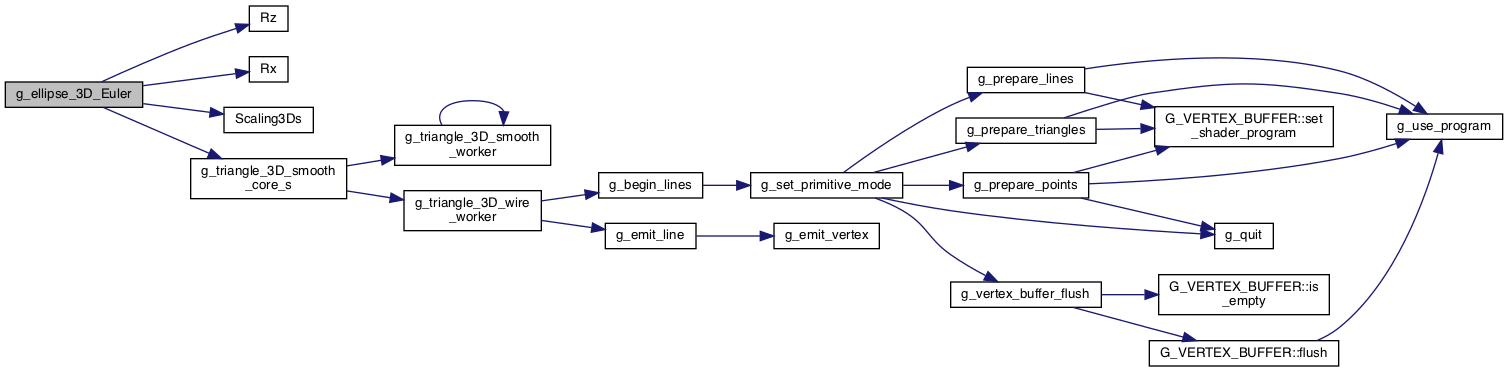 g_ellipse_3D_Euler
Rz
Rx
Scaling3Ds
g_triangle_3D_smooth
_core_s
g_triangle_3D_smooth
_worker
g_triangle_3D_wire
_worker
g_begin_lines
g_emit_line
g_set_primitive_mode
g_emit_vertex
g_prepare_lines
g_prepare_triangles
g_prepare_points
g_vertex_buffer_flush
G_VERTEX_BUFFER::set
_shader_program
g_quit
G_VERTEX_BUFFER::is
_empty
G_VERTEX_BUFFER::flush
g_use_program